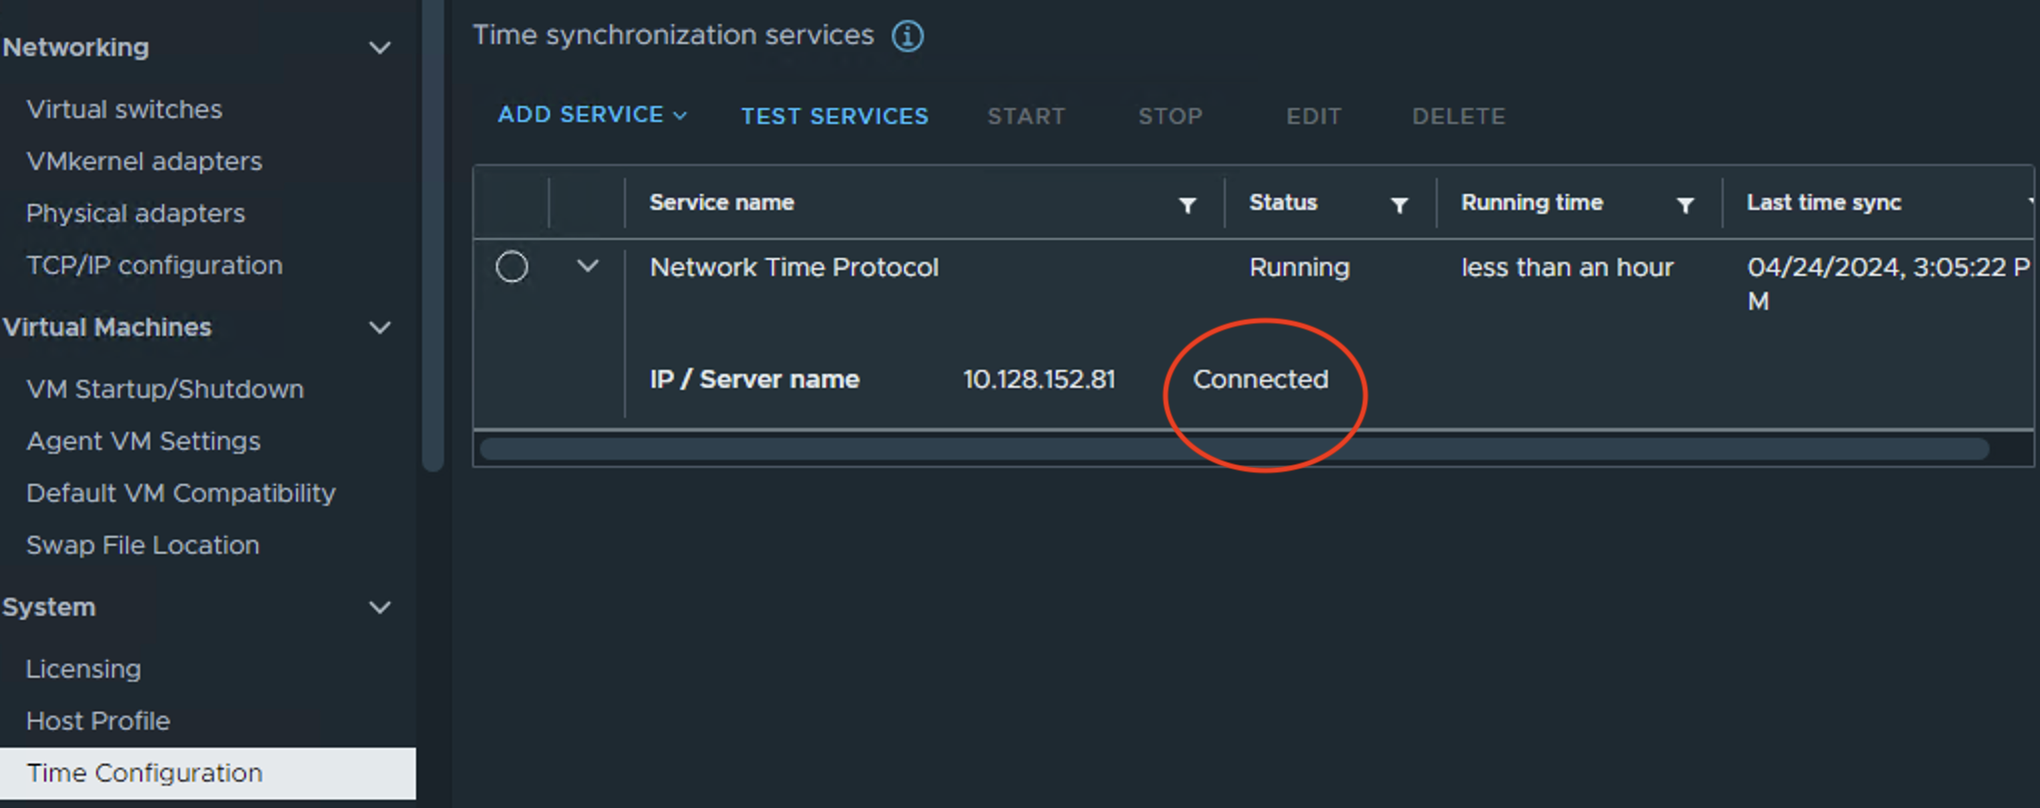 Networking
Virtual switches
VMkernel adapters
Physical adapters
TCP/IP configuration
Virtual Machines
VM Startup/Shutdown
Agent VM Settings
Default VM Compatibility
Swap File Location
System
Licensing
Host Profile
Time Configuration
Time synchronization services
ADD SERVICE TEST SERVICES START STOP EDIT DELETE
Service name Status Running time Last time sync
Network Time Protocol Running less than an hour 04/24/2024, 3:05:22 P
M
IP / Server name 10.128.152.81 Connected